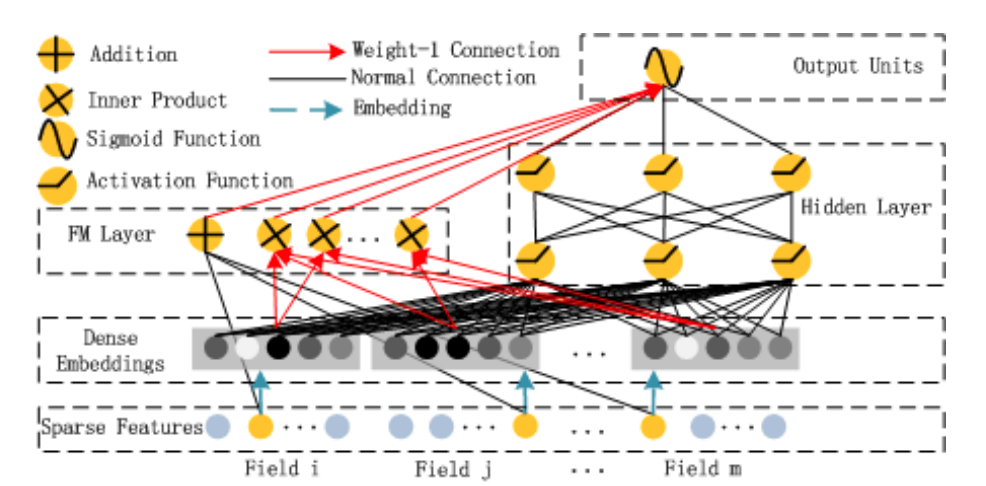 Addition
Inner Product
Sigmoid Function
Activation Function
Weight-1 Connection
Normal Connection
Embedding
Output Units
Hidden Layer
FM Layer
...
Dense
Embeddings
...
Sparse Features
... ... ... ...
Field i Field j ... Field m